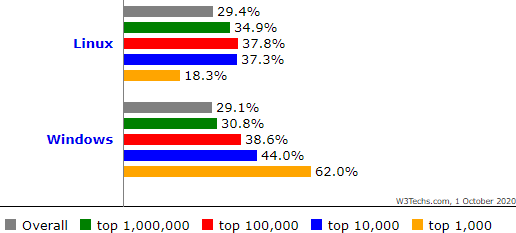 29.4%
34.9%
Linux 37.8%
37.3%
18.3%
29.1%
30.8%
Windows 38.6%
44.0%
62.0%
W3Techs.com, 1 October 2020
Overall top 1,000,000 top 100,000 top 10,000 top 1,000